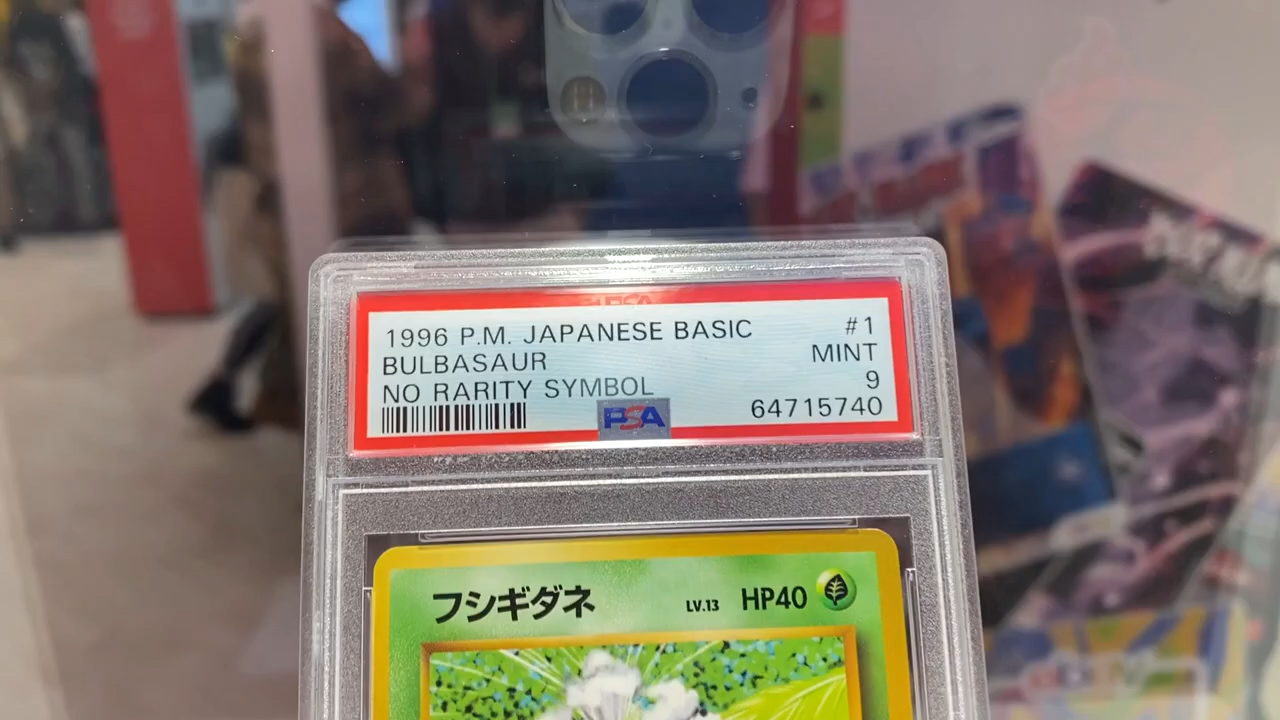 1996 P.M. JAPANESE BASIC #1
BULBASAUR MINT
NO RARITY SYMBOL 9
PSA 64715740
フシギダネ LV.13 HP40